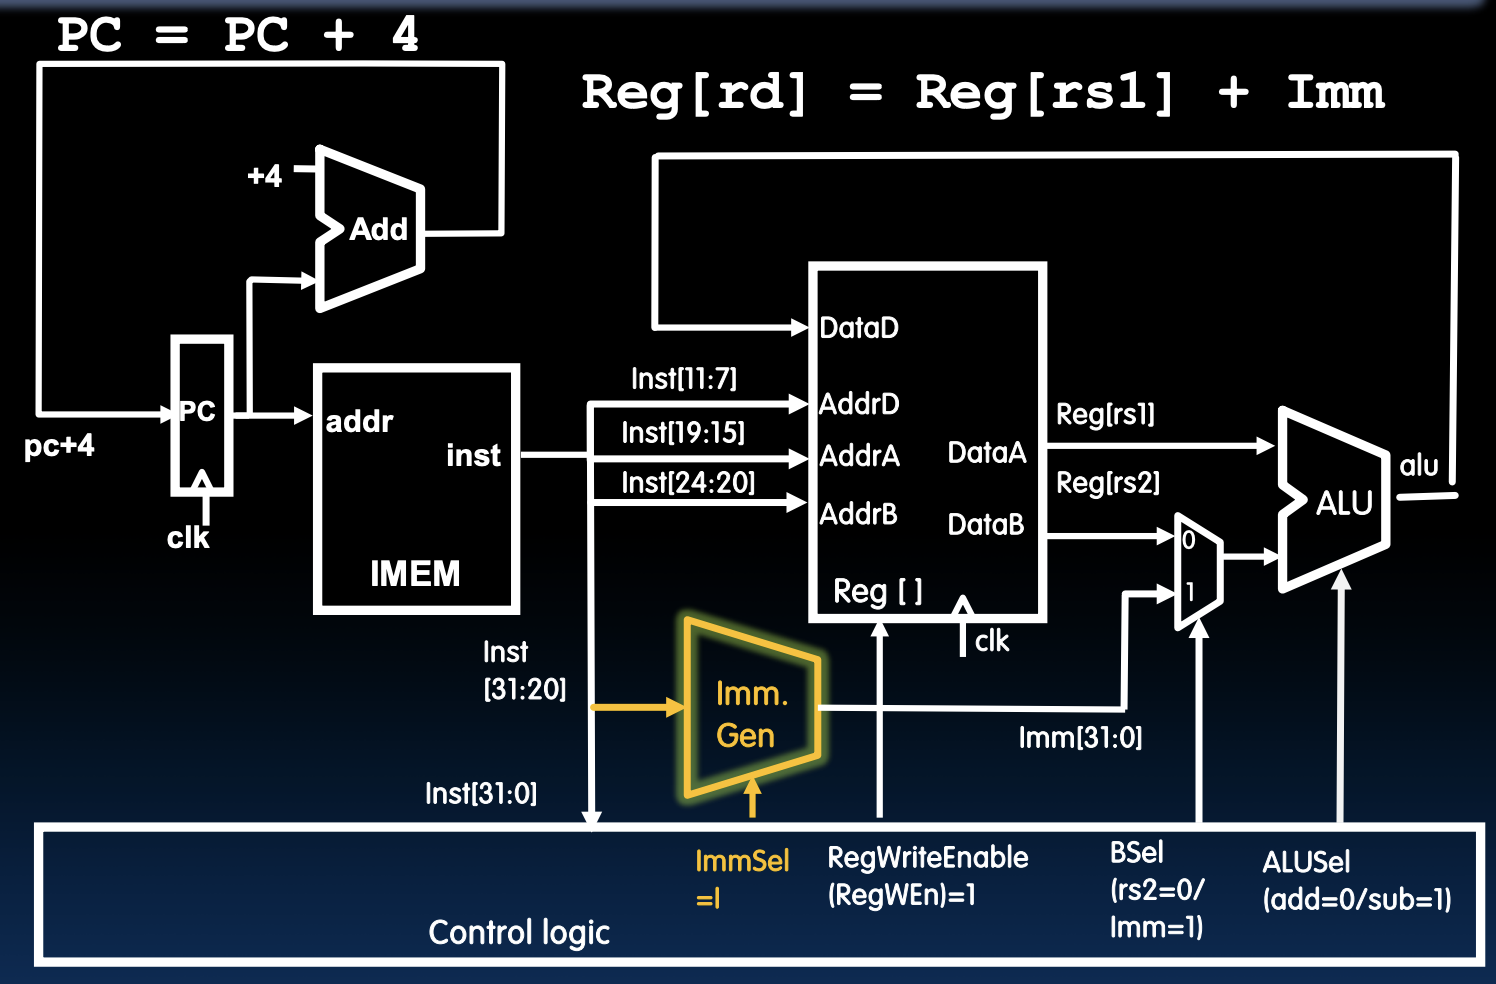 PC = PC + 4
Reg[rd] = Reg[rs1] + Imm
+4
Add
pc+4
PC
clk
addr
inst
IMEM
Inst[11:7]
Inst[19:15]
Inst[24:20]
DataD
AddrD
AddrA
AddrB
DataA
DataB
Reg []
clk
Reg[rs1]
Reg[rs2]
0
1
ALU
alu
Inst
[31:20]
Imm.
Gen
Imm[31:0]
Inst[31:0]
ImmSel
=I
RegWriteEnable
(RegWEn)=1
BSel
(rs2=0/
Imm=1)
ALUSel
(add=0/sub=1)
Control logic